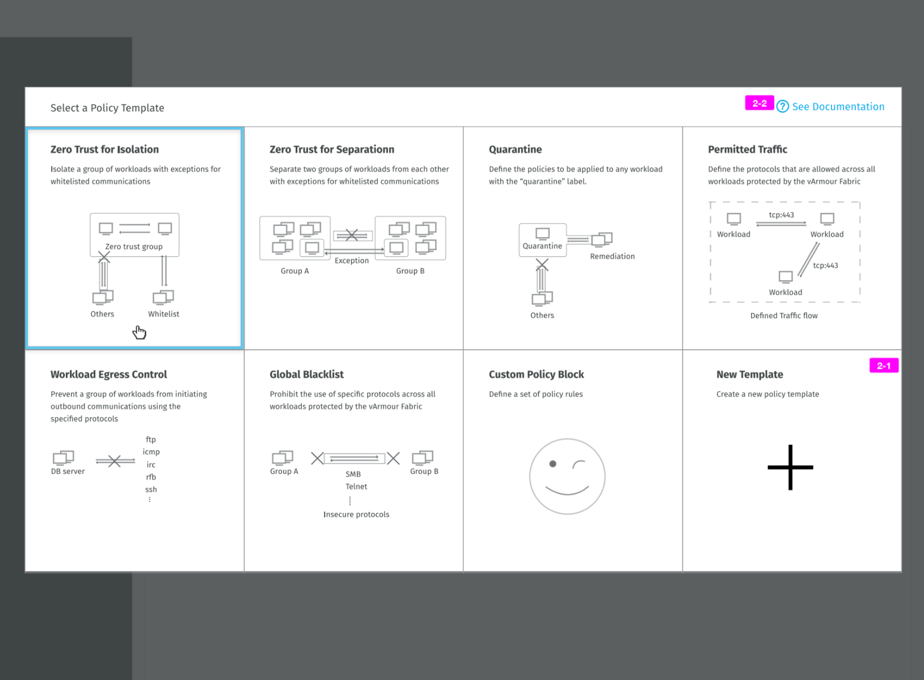 Select a Policy Template
2-2
? See Documentation
Zero Trust for Isolation
Isolate a group of workloads with exceptions for
whitelisted communications
Zero trust group
Others
Whitelist
Zero Trust for Separationn
Separate two groups of workloads from each other
with exceptions for whitelisted communications
Exception
Group A
Group B
Quarantine
Define the policies to be applied to any workload
with the “quarantine” label.
Quarantine
Remediation
Others
Permitted Traffic
Define the protocols that are allowed across all
workloads protected by the vArmour Fabric
tcp:443
Workload
Workload
tcp:443
Workload
Defined Traffic flow
Workload Egress Control
Prevent a group of workloads from initiating
outbound communications using the
specified protocols
DB server
ftp
icmp
irc
rfb
ssh
Global Blacklist
Prohibit the use of specific protocols across all
workloads protected by the vArmour Fabric
Group A
Group B
SMB
Telnet
Insecure protocols
Custom Policy Block
Define a set of policy rules
2-1
New Template
Create a new policy template